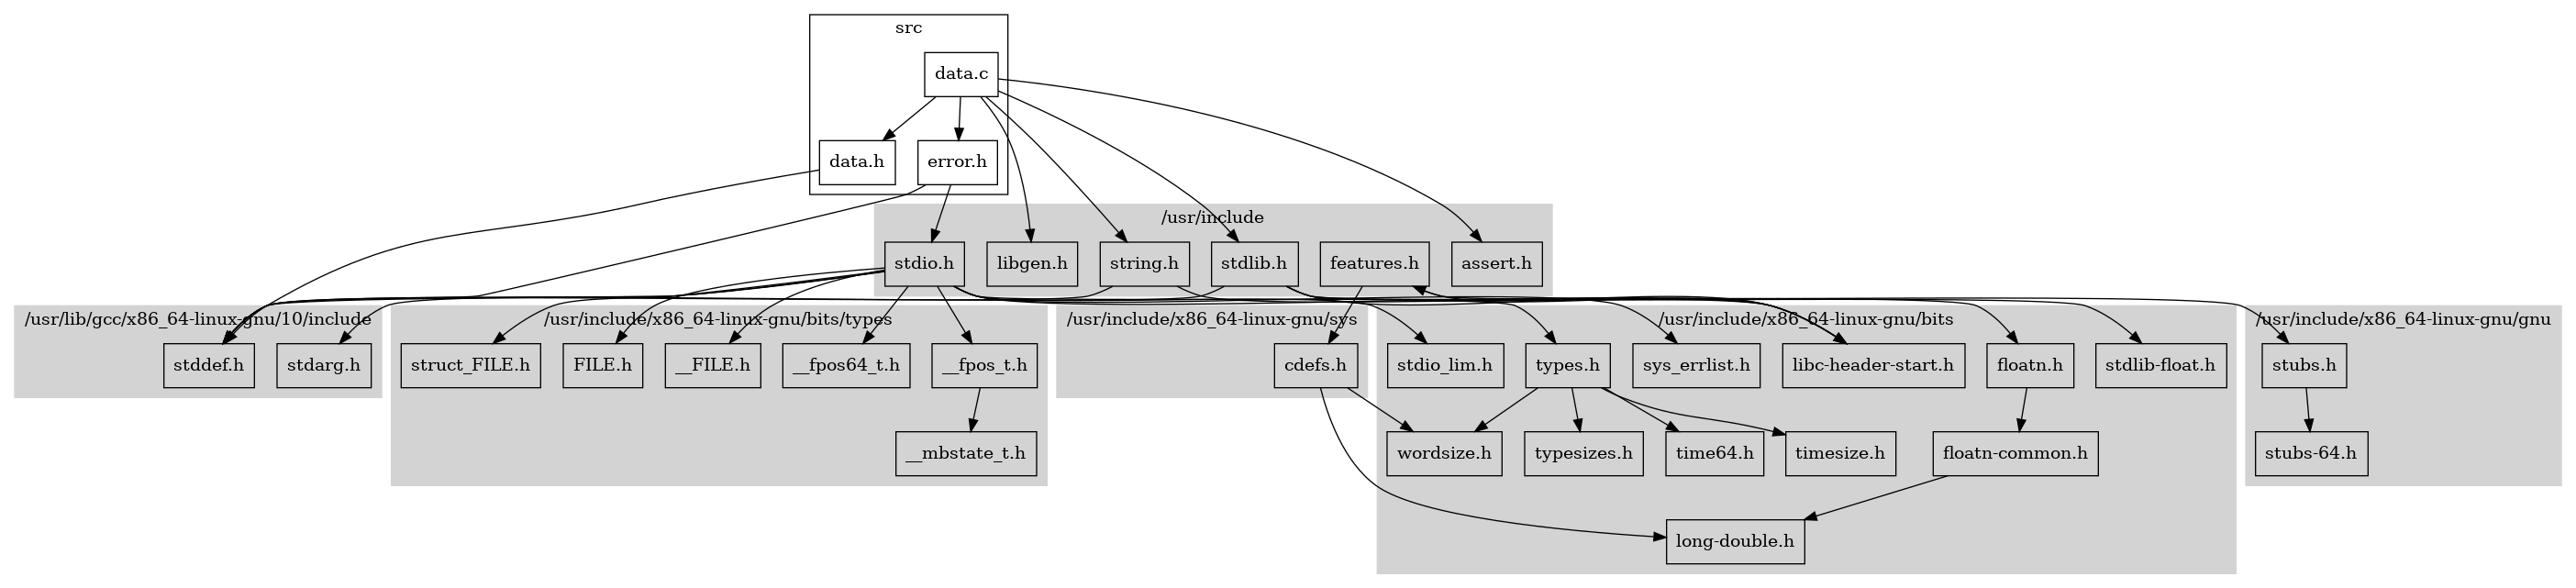 src
data.c
data.h
error.h
/usr/include
stdio.h
libgen.h
string.h
stdlib.h
features.h
assert.h
/usr/lib/gcc/x86_64-linux-gnu/10/include
/usr/include/x86_64-linux-gnu/bits/types
/usr/include/x86_64-linux-gnu/sys
/usr/include/x86_64-linux-gnu/bits
/usr/include/x86_64-linux-gnu/gnu
stddef.h
stdarg.h
struct_FILE.h
FILE.h
__FILE.h
__fpos64_t.h
__fpos_t.h
cdefs.h
stdio_lim.h
types.h
sys_errlist.h
libc-header-start.h
floatn.h
stdlib-float.h
stubs.h
__mbstate_t.h
wordsize.h
typesizes.h
time64.h
timesize.h
floatn-common.h
stubs-64.h
long-double.h